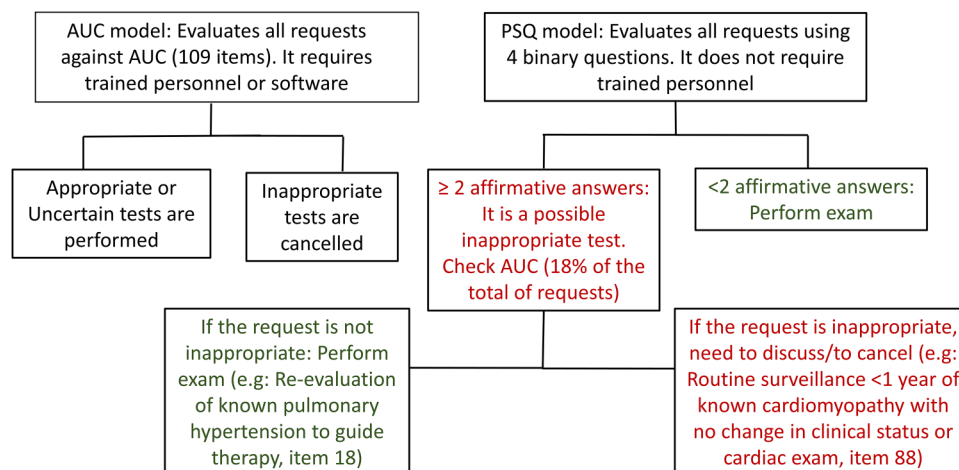 AUC model: Evaluates all requests
against AUC (109 items). It requires
trained personnel or software
PSQ model: Evaluates all requests using
4 binary questions. It does not require
trained personnel
Appropriate or
Uncertain tests are
performed
Inappropriate
tests are
cancelled
≥ 2 affirmative answers:
It is a possible
inappropriate test.
Check AUC (18% of the
total of requests)
<2 affirmative answers:
Perform exam
If the request is not
inappropriate: Perform
exam (e.g: Re-evaluation
of known pulmonary
hypertension to guide
therapy, item 18)
If the request is inappropriate,
need to discuss/to cancel (e.g:
Routine surveillance <1 year of
known cardiomyopathy with
no change in clinical status or
cardiac exam, item 88)